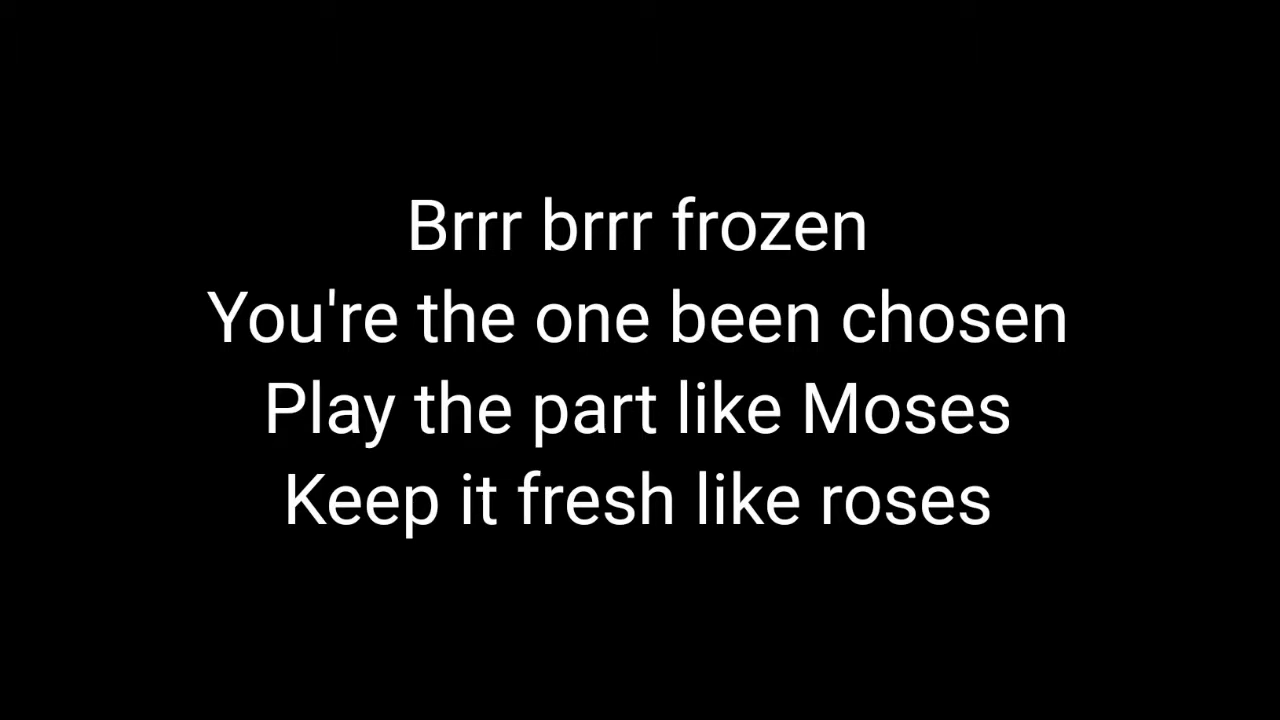 Brrr brrr frozen
You're the one been chosen
Play the part like Moses
Keep it fresh like roses